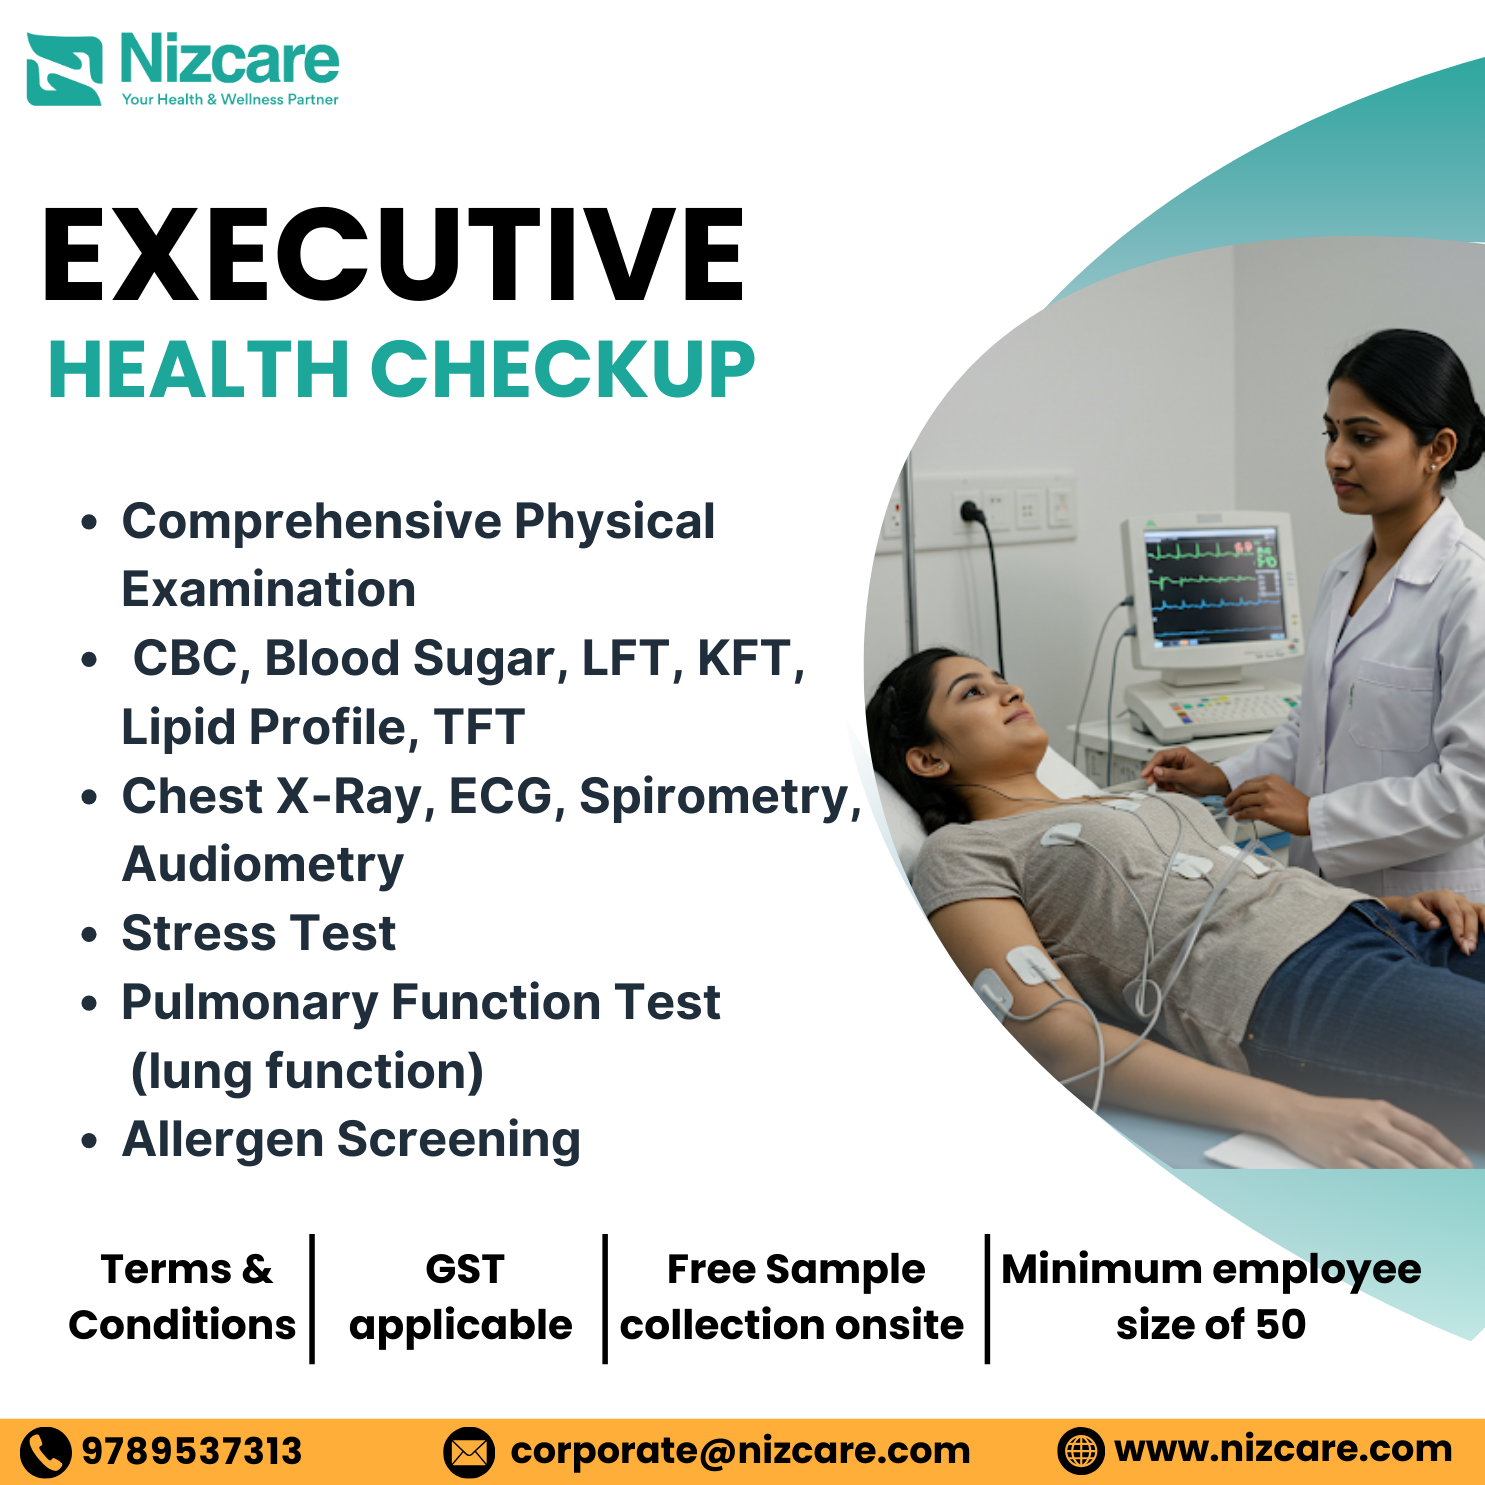 Nizcare
Your Health & Wellness Partner
EXECUTIVE
HEALTH CHECKUP
• Comprehensive Physical
Examination
• CBC, Blood Sugar, LFT, KFT,
Lipid Profile, TFT
• Chest X-Ray, ECG, Spirometry,
Audiometry
• Stress Test
• Pulmonary Function Test
(lung function)
• Allergen Screening
Terms &
Conditions
GST
applicable
Free Sample
collection onsite
Minimum employee
size of 50
9789537313
corporate@nizcare.com
www.nizcare.com